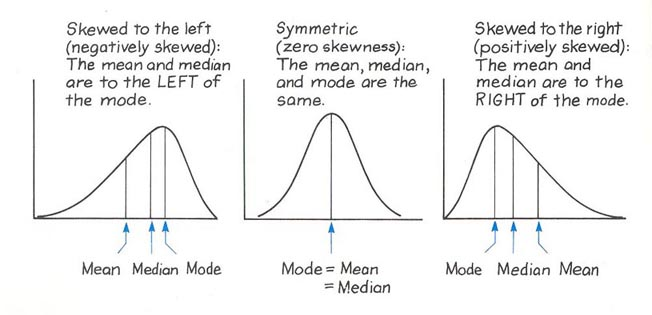 Skewed to the left
(negatively skewed):
The mean and median
are to the LEFT of
the mode.
Symmetric
(zero skewness):
The mean, median,
and mode are the
same.
Skewed to the right
(positively skewed):
The mean and
median are to the
RIGHT of the mode.
Mean Median Mode
Mode = Mean
= Median
Mode Median Mean